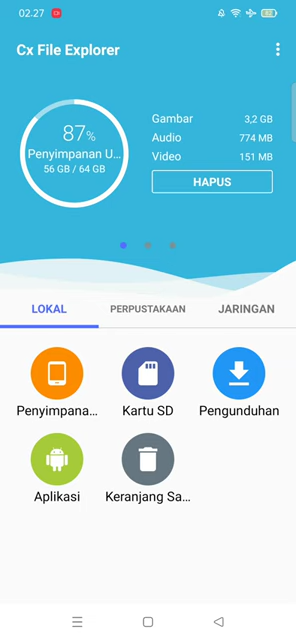 02.27
Cx File Explorer
87%
Penyimpanan U...
56 GB / 64 GB
Gambar 3,2 GB
Audio 774 MB
Video 151 MB
HAPUS
LOKAL PERPUSTAKAAN JARINGAN
Penyimpana... Kartu SD Pengunduhan
Aplikasi Keranjang Sa...